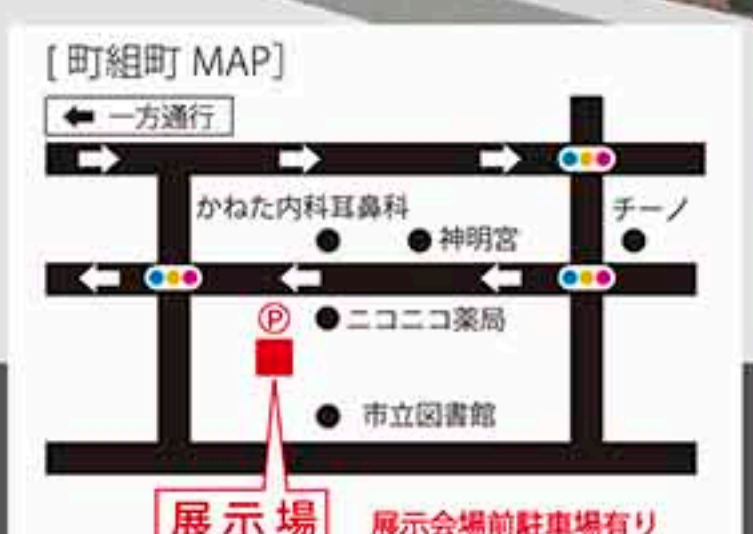 [町組町 MAP]
← 一方通行
かねた内科耳鼻科
チーノ
神明宮
Ⓟ
ニコニコ薬局
市立図書館
展示場
展示会場前駐車場有り